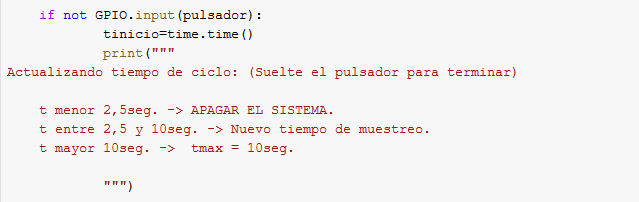 if not GPIO.input(pulsador):
tinicio=time.time()
print("""
Actualizando tiempo de ciclo: (Suelte el pulsador para terminar)
t menor 2,5seg. -> APAGAR EL SISTEMA.
t entre 2,5 y 10seg. -> Nuevo tiempo de muestreo.
t mayor 10seg. ->  tmax = 10seg.
""")